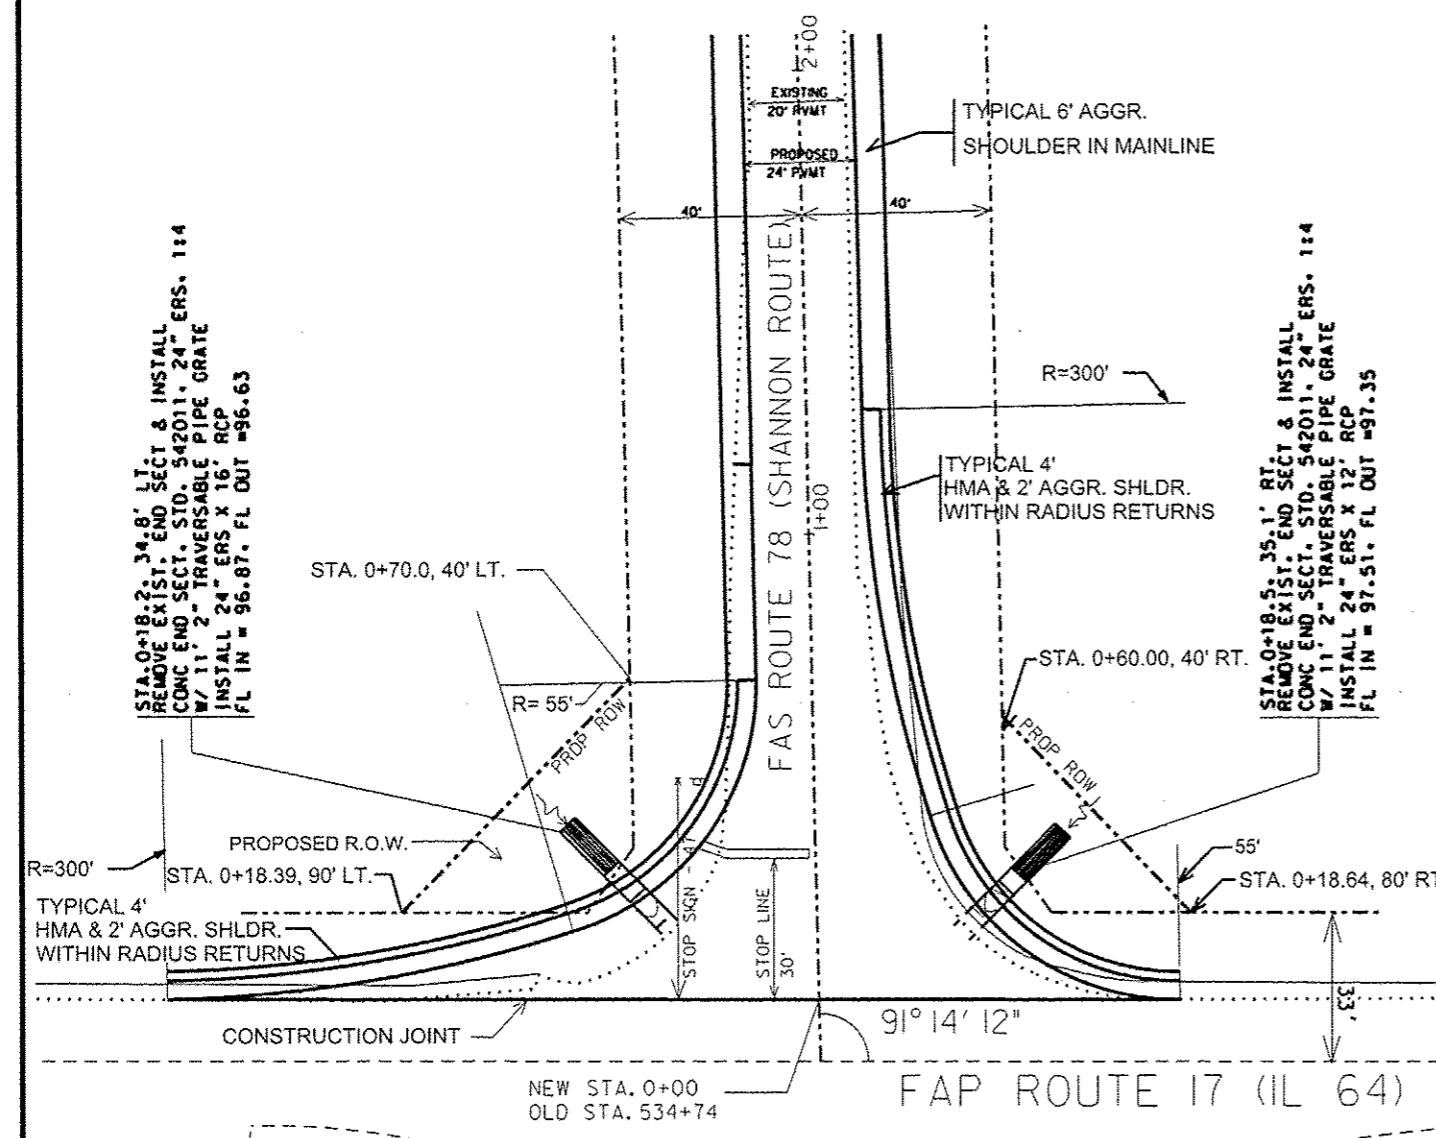 2+00
EXISTING
20' PVMT
PROPOSED
24' PVMT
TYPICAL 6' AGGR.
SHOULDER IN MAINLINE
40'
40'
FAS ROUTE 78 (SHANNON ROUTE)
1+00
STA.0+18.2, 34.8' LT.
REMOVE EXIST. END SECT & INSTALL
CONC END SECT. STD. 542011, 24" ERS. 1:4
W/ 11' 2" TRAVERSABLE PIPE GRATE
INSTALL 24" ERS X 16' RCP
FL IN = 96.87, FL OUT =96.63
STA.0+18.5, 35.1' RT.
REMOVE EXIST. END SECT & INSTALL
CONC END SECT. STD. 542011, 24" ERS. 1:4
W/ 11' 2" TRAVERSABLE PIPE GRATE
INSTALL 24" ERS X 12' RCP
FL IN = 97.51, FL OUT =97.35
R=300'
TYPICAL 4'
HMA & 2' AGGR. SHLDR.
WITHIN RADIUS RETURNS
STA. 0+70.0, 40' LT.
R= 55'
PROP ROW
STA. 0+60.00, 40' RT.
PROP ROW
PROPOSED R.O.W.
R=300'
STA. 0+18.39, 90' LT.
55'
STA. 0+18.64, 80' RT
TYPICAL 4'
HMA & 2' AGGR. SHLDR.
WITHIN RADIUS RETURNS
STOP SIGN - 47'
STOP LINE
30'
33'
CONSTRUCTION JOINT
91°14'12"
NEW STA. 0+00
OLD STA. 534+74
FAP ROUTE 17 (IL 64)